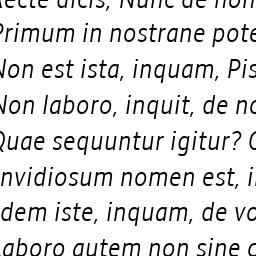 Recte dicis; Nunc de hom
Primum in nostrane pote
Non est ista, inquam, Pis
Non laboro, inquit, de no
Quae sequuntur igitur?
Invidiosum nomen est, i
Idem iste, inquam, de vo
Laboro autem non sine c